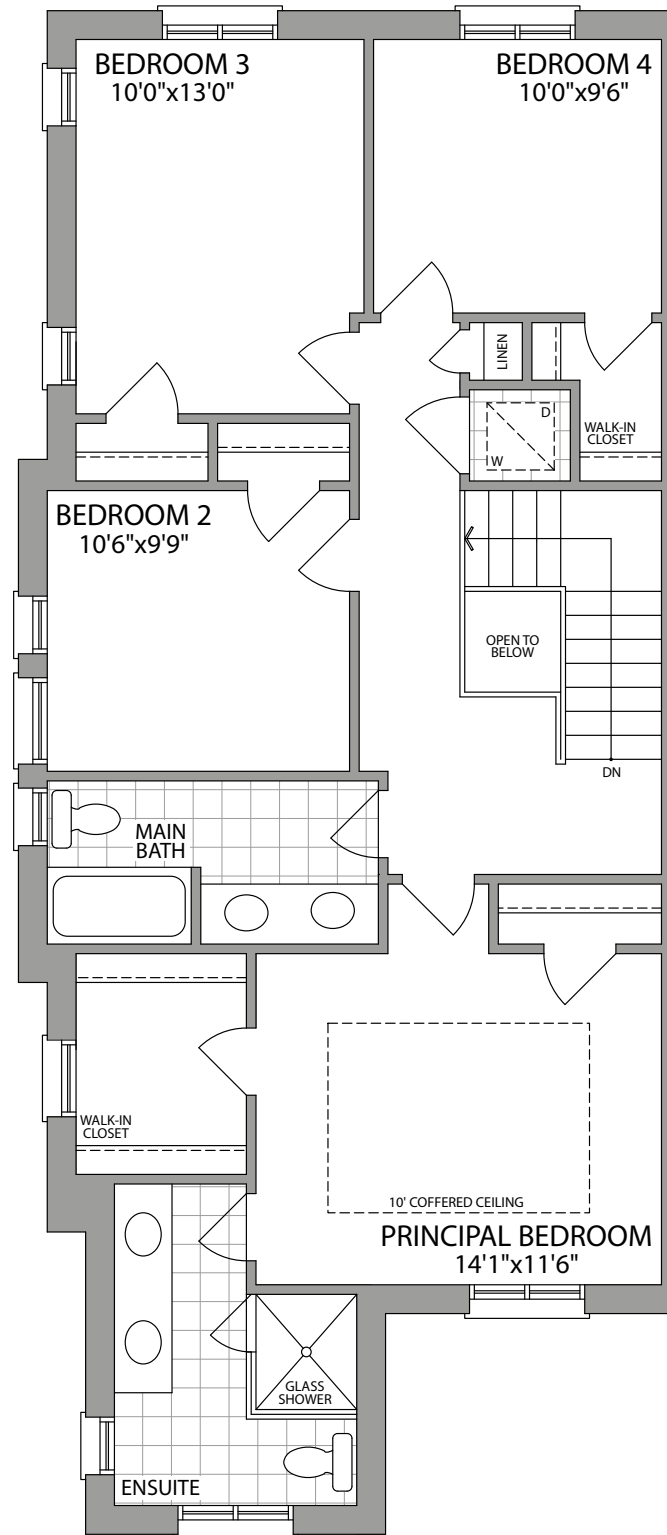 BEDROOM 3
10'0"x13'0"
BEDROOM 4
10'0"x9'6"
LINEN
D
W
WALK-IN
CLOSET
BEDROOM 2
10'6"x9'9"
OPEN TO
BELOW
DN
MAIN
BATH
WALK-IN
CLOSET
10' COFFERED CEILING
PRINCIPAL BEDROOM
14'1"x11'6"
GLASS
SHOWER
ENSUITE